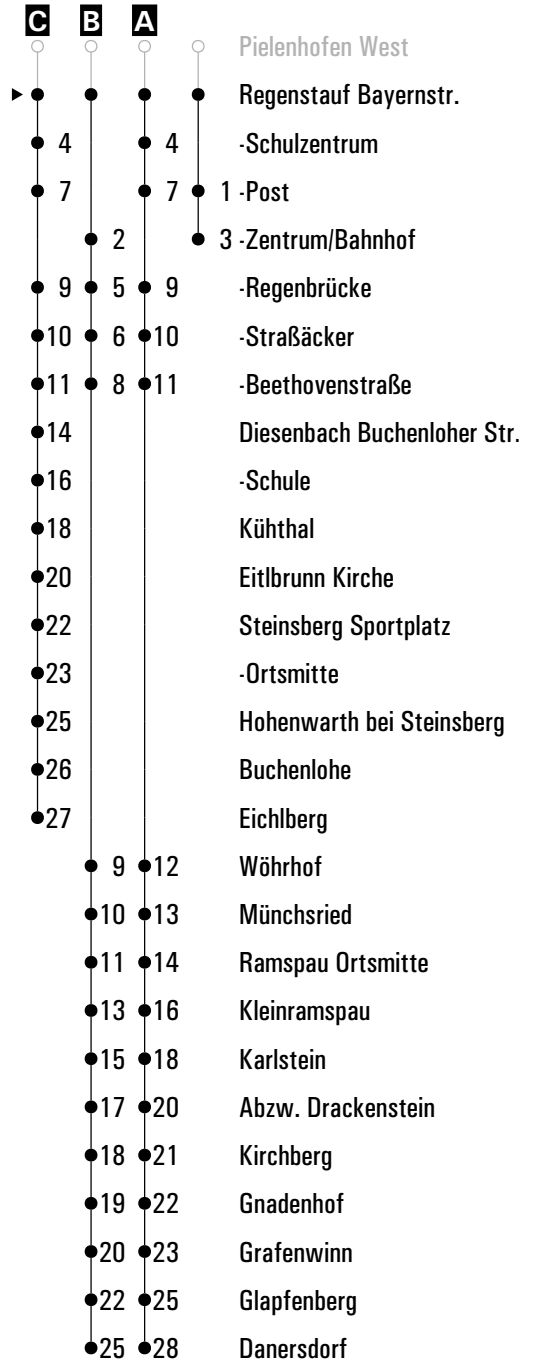 C B A
Pielenhofen West
Regenstauf Bayernstr.
4 4 -Schulzentrum
7 7 1 -Post
2 3 -Zentrum/Bahnhof
9 5 9 -Regenbrücke
10 6 10 -Straßäcker
11 8 11 -Beethovenstraße
14 Diesenbach Buchenloher Str.
16 -Schule
18 Kühthal
20 Eitlbrunn Kirche
22 Steinsberg Sportplatz
23 -Ortsmitte
25 Hohenwarth bei Steinsberg
26 Buchenlohe
27 Eichlberg
9 12 Wöhrhof
10 13 Münchsried
11 14 Ramspau Ortsmitte
13 16 Kleinramspau
15 18 Karlstein
17 20 Abzw. Drackenstein
18 21 Kirchberg
19 22 Gnadenhof
20 23 Grafenwinn
22 25 Glapfenberg
25 28 Danersdorf